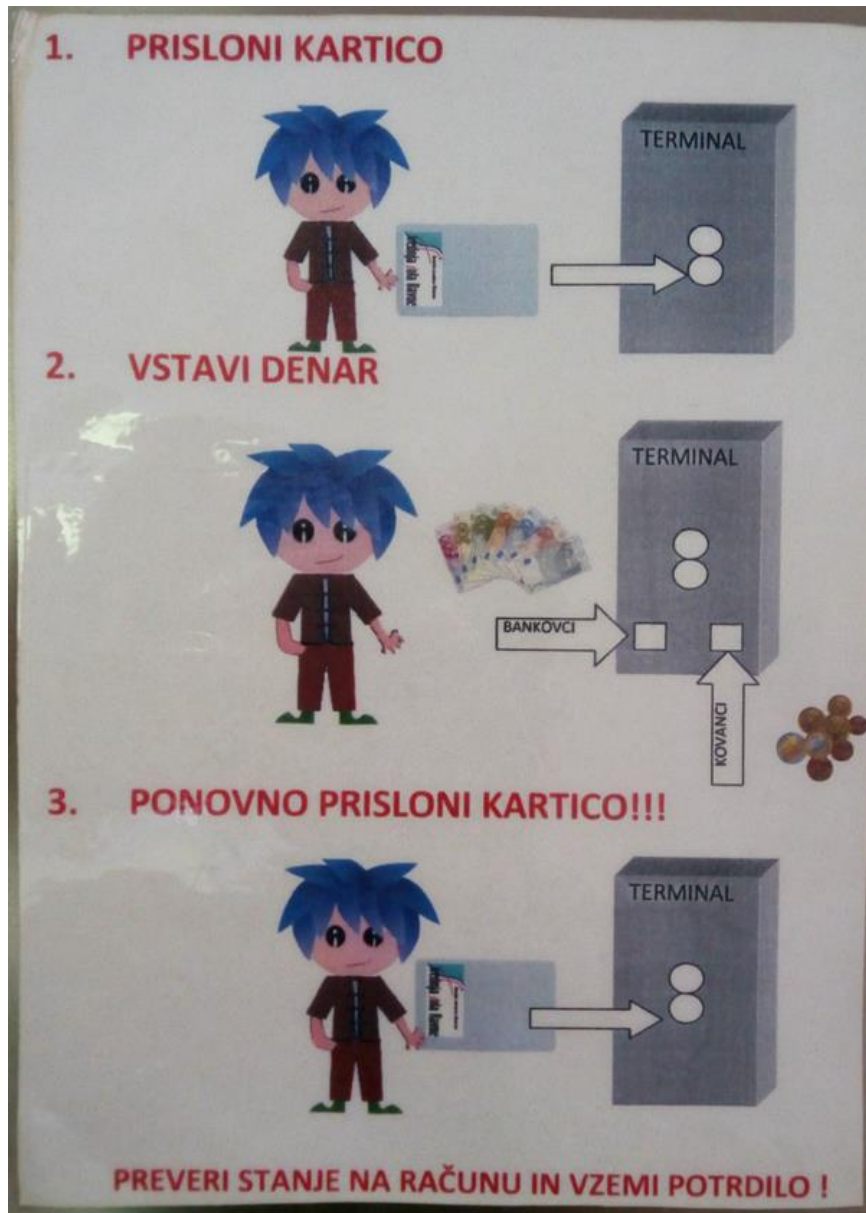 1. PRISLONI KARTICO
TERMINAL
2. VSTAVI DENAR
TERMINAL
BANKOVCI
KOVANCI
3. PONOVNO PRISLONI KARTICO!!!
TERMINAL
PREVERI STANJE NA RAČUNU IN VZEMI POTRDILO !